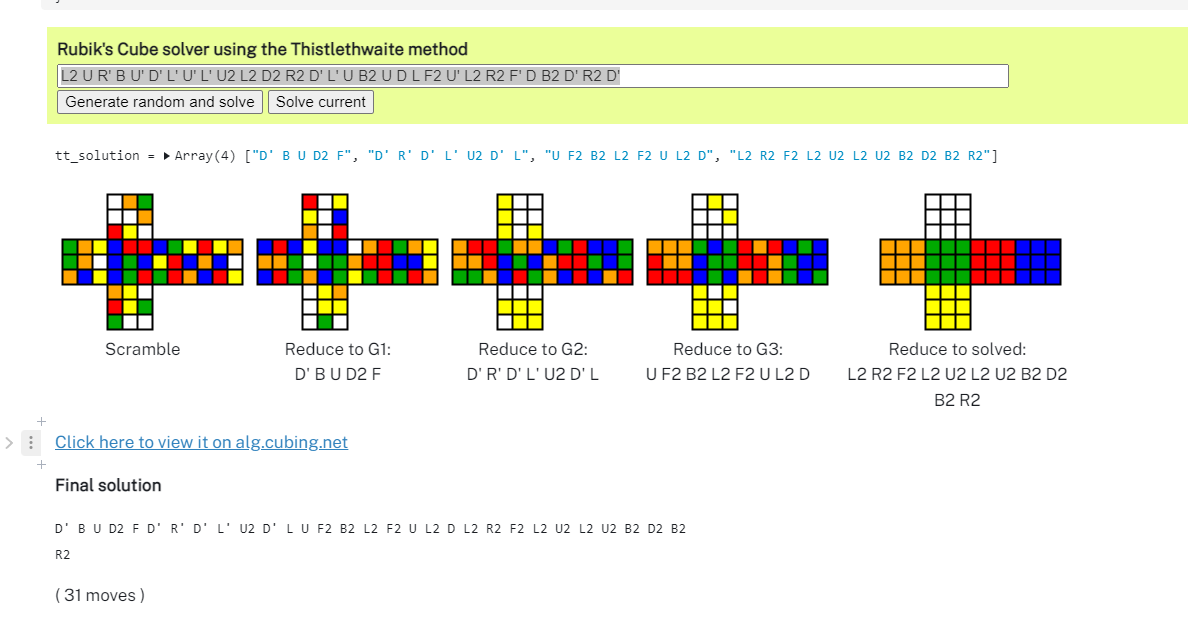 Rubik's Cube solver using the Thistlethwaite method
L2 U R' B U' D' L' U' L' U2 L2 D2 R2 D' L' U B2 U D L F2 U' L2 R2 F' D B2 D' R2 D'
Generate random and solve Solve current
tt_solution = ▸ Array(4) ["D' B U D2 F", "D' R' D' L' U2 D' L", "U F2 B2 L2 F2 U L2 D", "L2 R2 F2 L2 U2 L2 U2 B2 D2 B2 R2"]
Scramble Reduce to G1: Reduce to G2: Reduce to G3: Reduce to solved:
D' B U D2 F D' R' D' L' U2 D' L U F2 B2 L2 F2 U L2 D L2 R2 F2 L2 U2 L2 U2 B2 D2
B2 R2
Click here to view it on alg.cubing.net
Final solution
D' B U D2 F D' R' D' L' U2 D' L U F2 B2 L2 F2 U L2 D L2 R2 F2 L2 U2 L2 U2 B2 D2 B2
R2
( 31 moves )